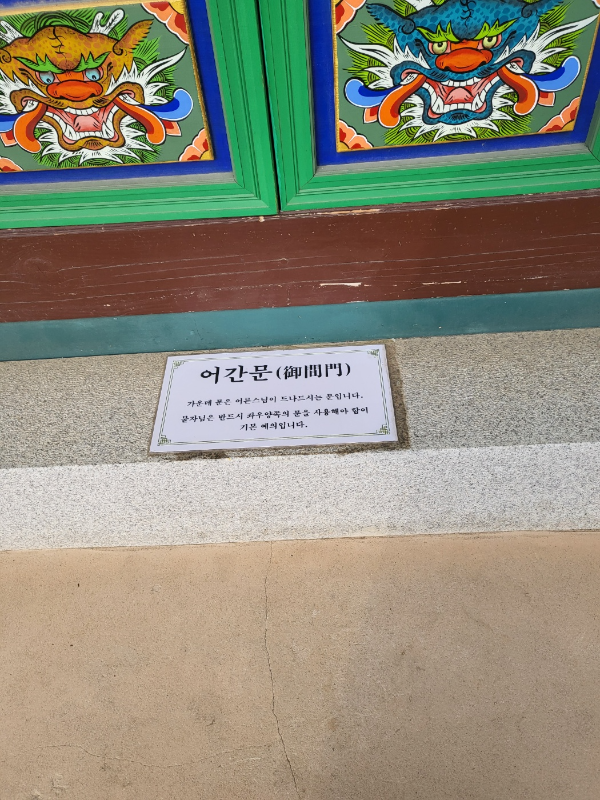 어간문(御間門)
가운데 문은 어른스님이 드나드시는 문입니다.
불자님은 반드시 좌우양쪽의 문을 사용해야 함이
기본 예의입니다.